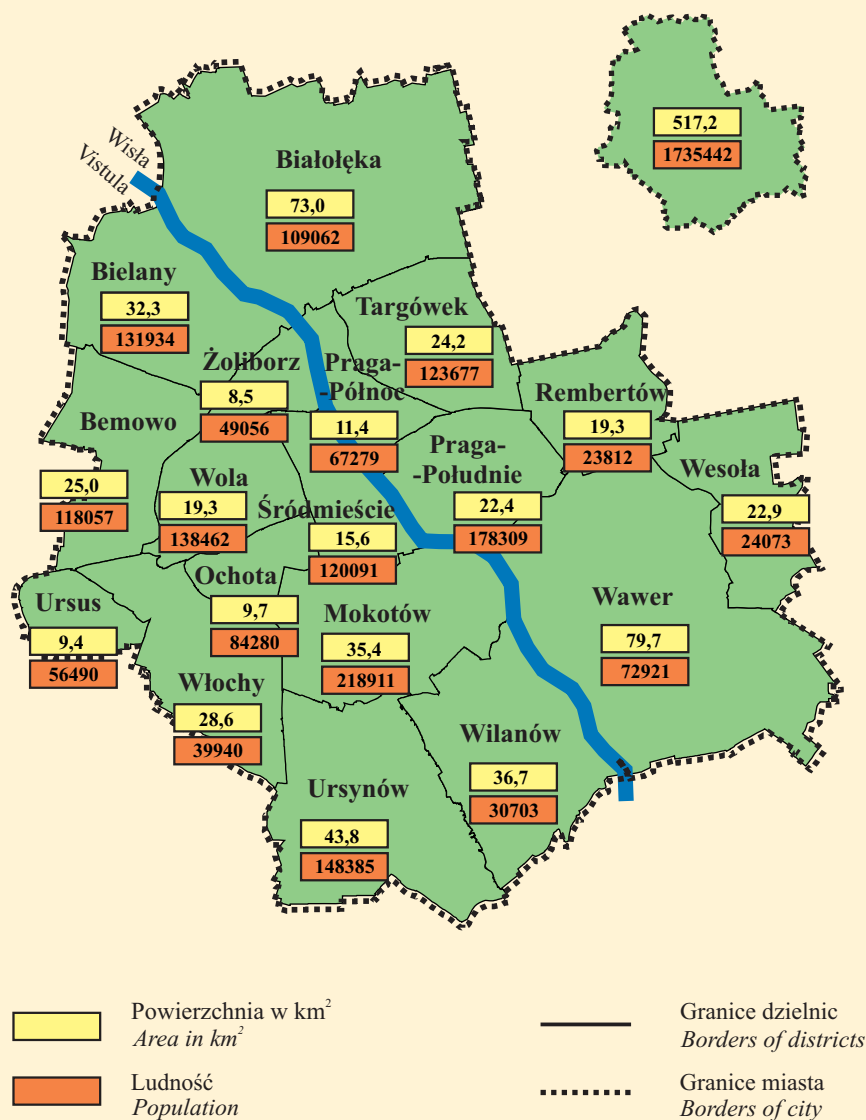 517,2
1735442
Wisła
Vistula
Białołęka
73,0
109062
Bielany
32,3
131934
Targówek
24,2
123677
Żoliborz
8,5
49056
Praga-
-Północ
11,4
67279
Rembertów
19,3
23812
Bemowo
25,0
118057
Wola
19,3
138462
Praga-
-Południe
22,4
178309
Wesoła
22,9
24073
Śródmieście
15,6
120091
Ochota
9,7
84280
Ursus
9,4
56490
Mokotów
35,4
218911
Wawer
79,7
72921
Włochy
28,6
39940
Wilanów
36,7
30703
Ursynów
43,8
148385
Powierzchnia w km²
Area in km²
Ludność
Population
Granice dzielnic
Borders of districts
Granice miasta
Borders of city